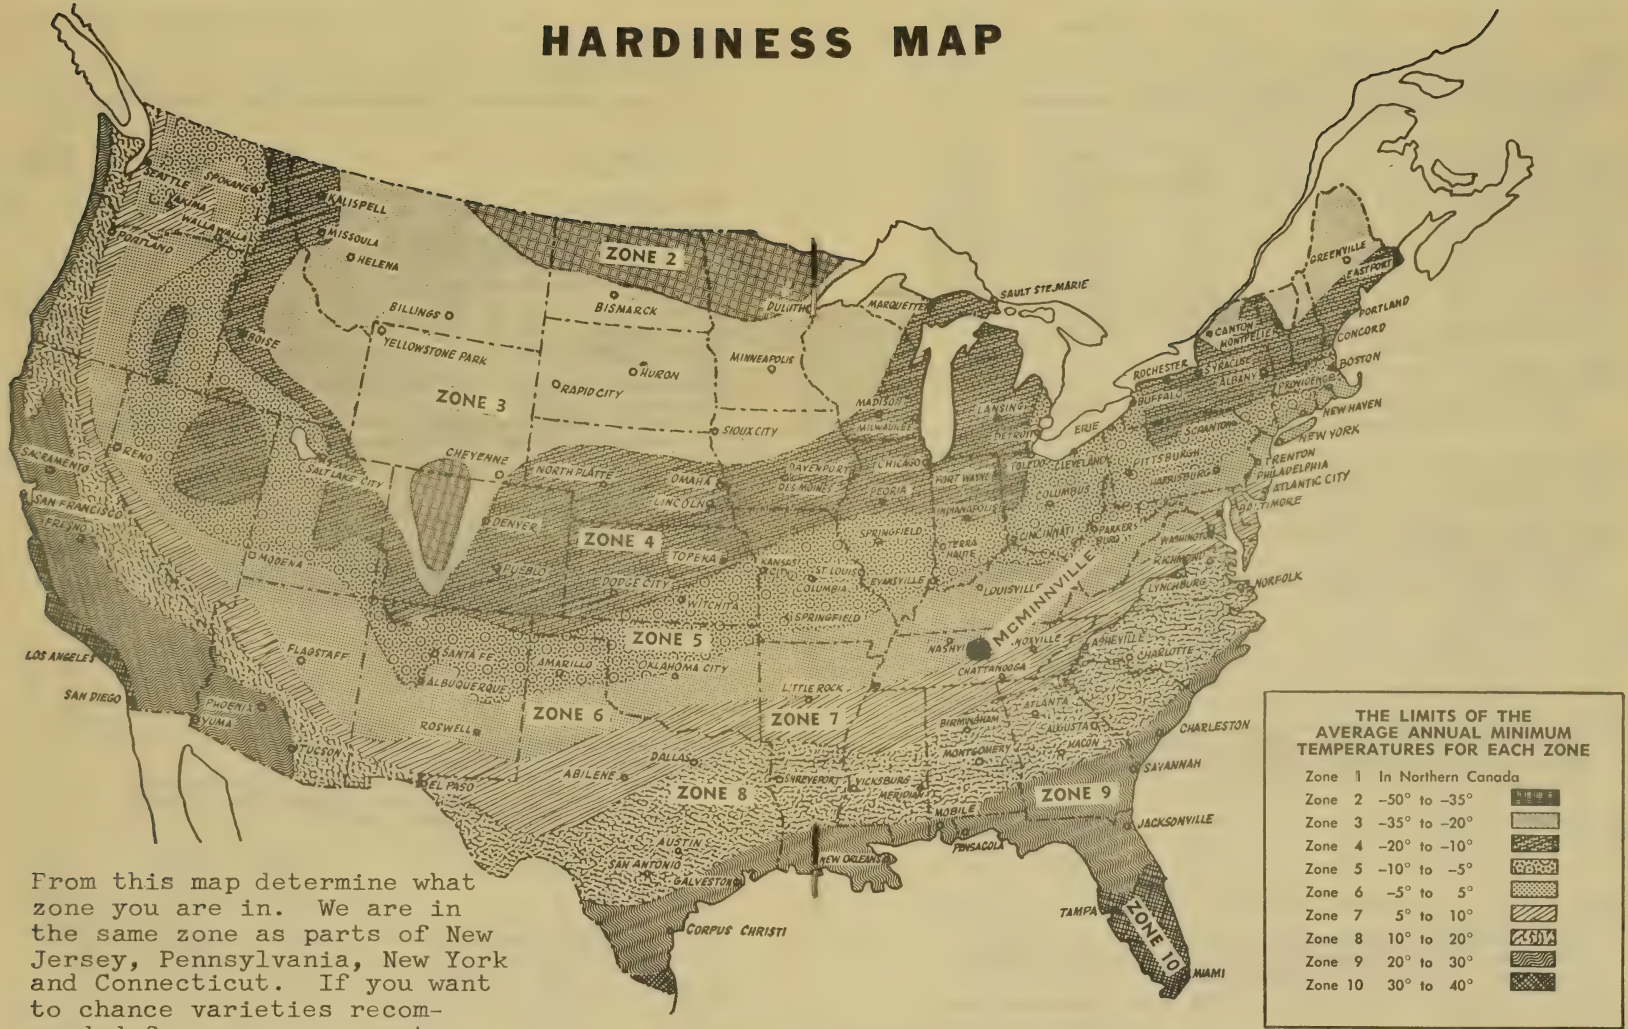 HARDINESS MAP
SEATTLE
SPOKANE
YAKIMA
WALLA WALLA
PORTLAND
KALISPELL
MISSOULA
HELENA
BILLINGS
BOISE
YELLOWSTONE PARK
ZONE 2
BISMARCK
DULUTH
MARQUETTE
SAULT STE.MARIE
GREENVILLE
EASTPORT
PORTLAND
CANTON
MONTPELIER
CONCORD
ROCHESTER
SYRACUSE
ALBANY
BOSTON
BUFFALO
PROVIDENCE
NEW HAVEN
SCRANTON
NEW YORK
MINNEAPOLIS
HURON
RAPID CITY
ZONE 3
SIOUX CITY
MADISON
MILWAUKEE
LANSING
DETROIT
ERIE
SACRAMENTO
RENO
SALT LAKE CITY
CHEYENNE
NORTH PLATTE
OMAHA
LINCOLN
DAVENPORT
DES MOINES
CHICAGO
PEORIA
FORT WAYNE
TOLEDO
CLEVELAND
PITTSBURGH
HARRISBURG
TRENTON
PHILADELPHIA
ATLANTIC CITY
BALTIMORE
SAN FRANCISCO
FRESNO
MODENA
DENVER
PUEBLO
ZONE 4
TOPEKA
DODGE CITY
WITCHITA
KANSAS CITY
ST LOUIS
COLUMBIA
SPRINGFIELD
SPRINGFIELD
INDIANAPOLIS
TERRA HAUTE
COLUMBUS
CINCINNATI
PARKERSBURG
EVANSVILLE
LOUISVILLE
WASHINGTON
RICHMOND
LYNCHBURG
NORFOLK
McMINNVILLE
ZONE 5
LOS ANGELES
SAN DIEGO
FLAGSTAFF
SANTA FE
ALBUQUERQUE
AMARILLO
OKLAHOMA CITY
NASHVI
KNOXVILLE
ASHEVILLE
CHARLOTTE
CHATTANOOGA
LITTLE ROCK
PHOENIX
YUMA
TUCSON
ROSWELL
ZONE 6
ZONE 7
BIRMINGHAM
ATLANTA
AUGUSTA
MACON
MONTGOMERY
CHARLESTON
SAVANNAH
EL PASO
ABILENE
DALLAS
ZONE 8
SHREVEPORT
VICKSBURG
MERIDIAN
ZONE 9
MOBILE
PENSACOLA
JACKSONVILLE
AUSTIN
SAN ANTONIO
GALVESTON
NEW ORLEANS
CORPUS CHRISTI
TAMPA
ZONE 10
MIAMI
THE LIMITS OF THE
AVERAGE ANNUAL MINIMUM
TEMPERATURES FOR EACH ZONE
Zone 1 In Northern Canada
Zone 2 -50° to -35°
Zone 3 -35° to -20°
Zone 4 -20° to -10°
Zone 5 -10° to -5°
Zone 6 -5° to 5°
Zone 7 5° to 10°
Zone 8 10° to 20°
Zone 9 20° to 30°
Zone 10 30° to 40°
From this map determine what
zone you are in. We are in
the same zone as parts of New
Jersey, Pennsylvania, New York
and Connecticut. If you want
to chance varieties recom-